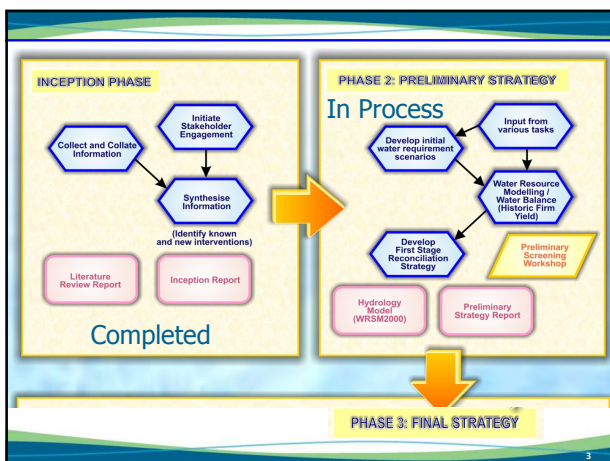 INCEPTION PHASE
Initiate
Stakeholder
Engagement
Collect and Collate
Information
Synthesise
Information
(Identify known
and new interventions)
Literature
Review Report
Inception Report
Completed
PHASE 2: PRELIMINARY STRATEGY
In Process
Input from
various tasks
Develop initial
water requirement
scenarios
Water Resource
Modelling /
Water Balance
(Historic Firm
Yield)
Develop
First Stage
Reconciliation
Strategy
Preliminary
Screening
Workshop
Hydrology
Model
(WRSM2000)
Preliminary
Strategy Report
PHASE 3: FINAL STRATEGY
3